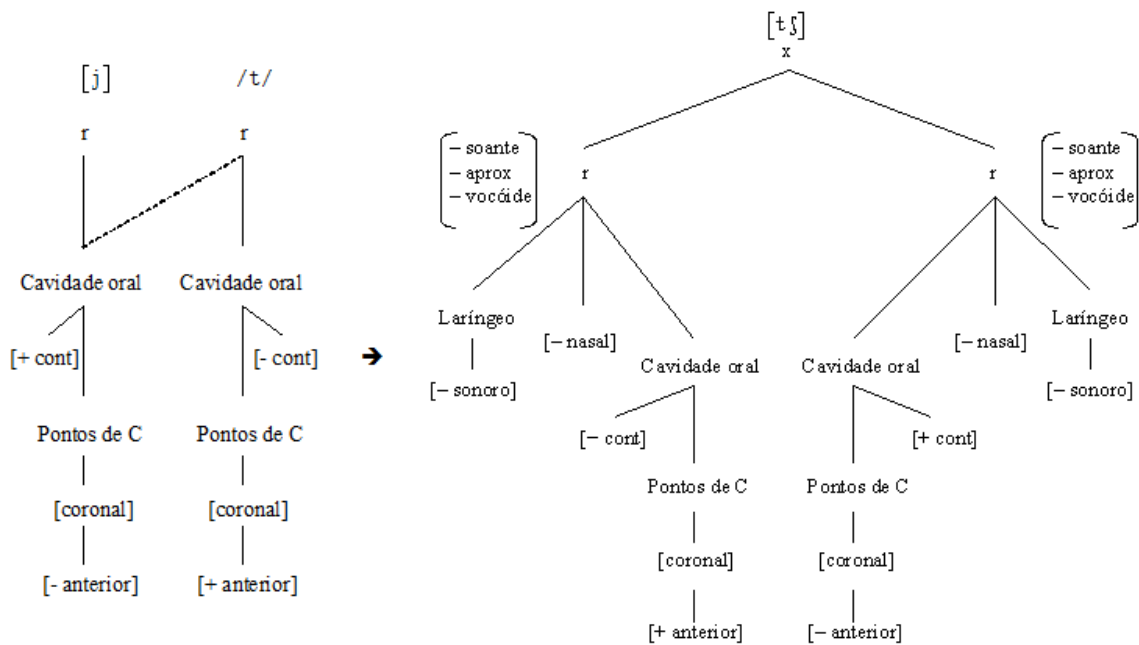 [tʃ]
x
[j] /t/
r r
– soante
– aprox
– vocóide
r
r
– soante
– aprox
– vocóide
Cavidade oral Cavidade oral
[+ cont] [- cont]
➔
Pontos de C Pontos de C
[coronal] [coronal]
[- anterior] [+ anterior]
Laríngeo
[– sonoro]
[– nasal]
Cavidade oral
[– cont]
Pontos de C
[coronal]
[+ anterior]
Cavidade oral
[+ cont]
Pontos de C
[coronal]
[– anterior]
[– nasal]
Laríngeo
[– sonoro]